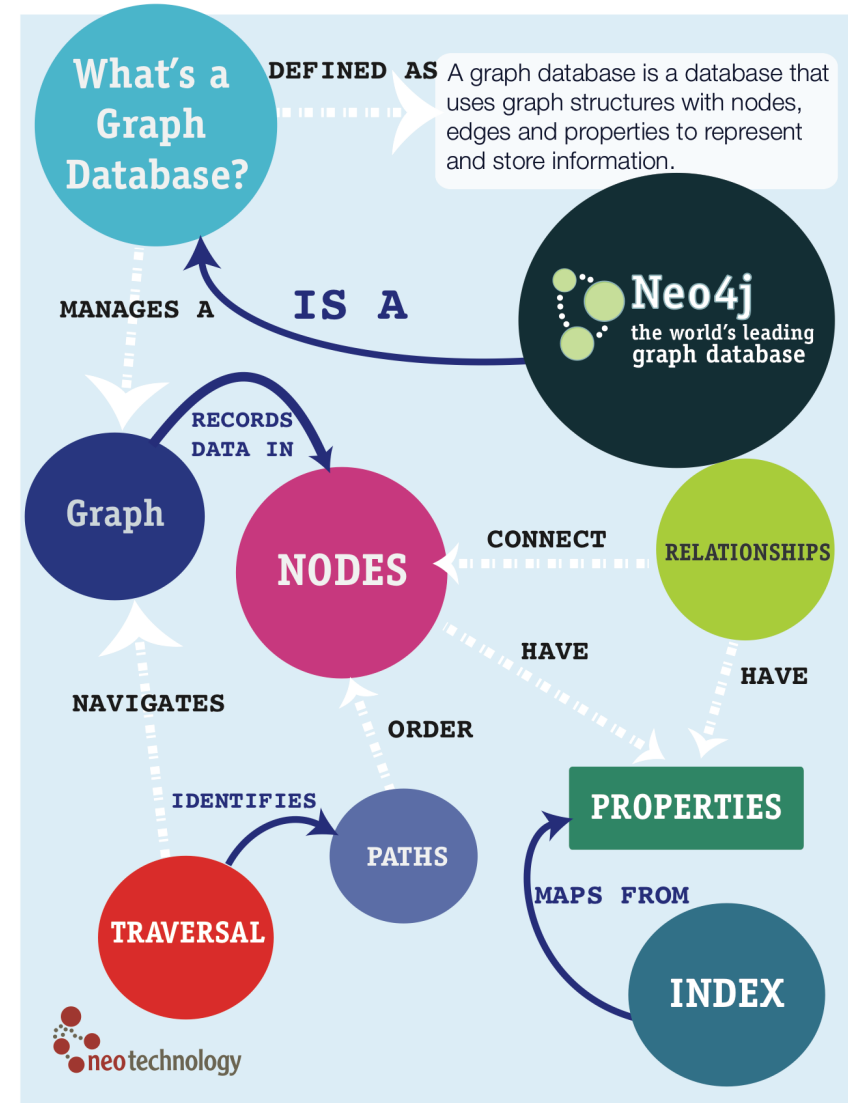 What's a
Graph
Database?
DEFINED AS
A graph database is a database that
uses graph structures with nodes,
edges and properties to represent
and store information.
MANAGES A
IS A
Neo4j
the world's leading
graph database
RECORDS
DATA IN
Graph
NODES
CONNECT
RELATIONSHIPS
HAVE
HAVE
NAVIGATES
ORDER
IDENTIFIES
PATHS
PROPERTIES
MAPS FROM
TRAVERSAL
INDEX
neotechnology